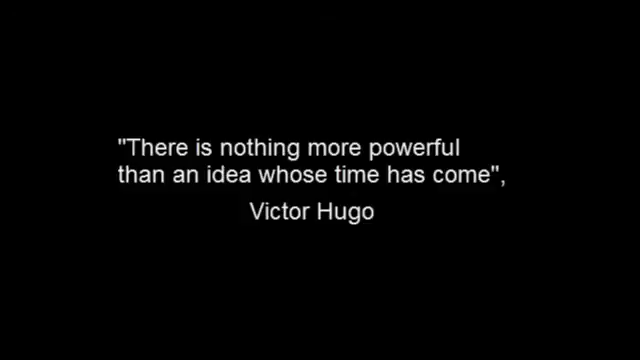 "There is nothing more powerful
than an idea whose time has come",
Victor Hugo